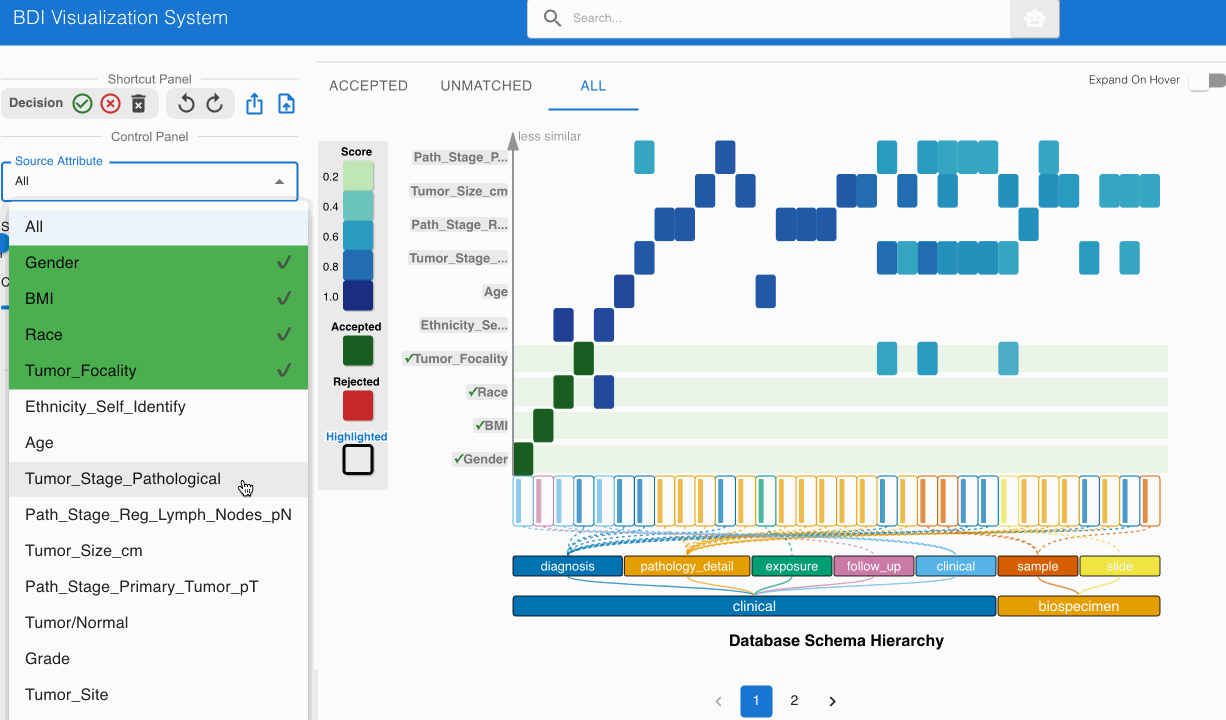 BDI Visualization System
Search...
Shortcut Panel
Decision
Control Panel
Source Attribute
All
All
Gender
BMI
Race
Tumor_Focality
Ethnicity_Self_Identify
Age
Tumor_Stage_Pathological
Path_Stage_Reg_Lymph_Nodes_pN
Tumor_Size_cm
Path_Stage_Primary_Tumor_pT
Tumor/Normal
Grade
Tumor_Site
ACCEPTED UNMATCHED ALL
Expand On Hover
Score
0.2
0.4
0.6
0.8
1.0
Accepted
Rejected
Highlighted
less similar
Path_Stage_P...
Tumor_Size_cm
Path_Stage_R...
Tumor_Stage_...
Age
Ethnicity_Se...
✓Tumor_Focality
✓Race
✓BMI
✓Gender
diagnosis pathology_detail exposure follow_up clinical sample slide
clinical biospecimen
Database Schema Hierarchy
1 2